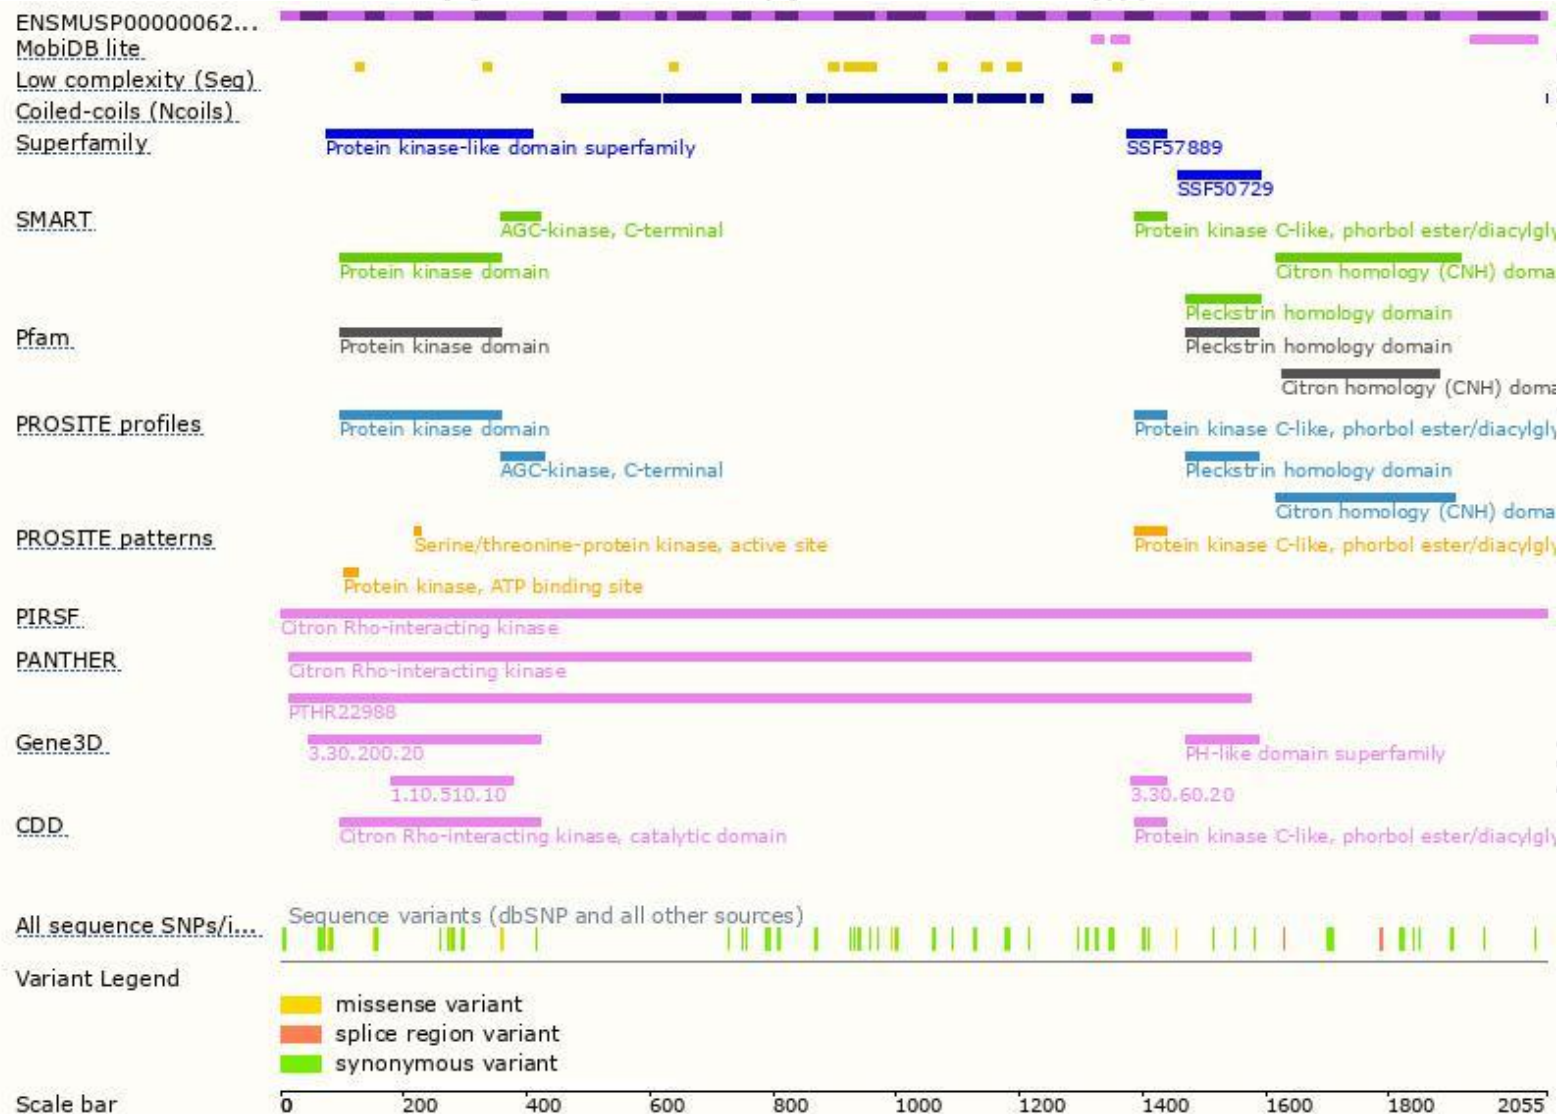 ENSMUSP00000062...
MobiDB lite
Low complexity (Seg)
Coiled-coils (Ncoils)
Superfamily
Protein kinase-like domain superfamily
SSF57889
SSF50729
SMART
AGC-kinase, C-terminal
Protein kinase C-like, phorbol ester/diacylgly
Protein kinase domain
Citron homology (CNH) doma
Pleckstrin homology domain
Pfam
Protein kinase domain
Pleckstrin homology domain
Citron homology (CNH) doma
PROSITE profiles
Protein kinase domain
Protein kinase C-like, phorbol ester/diacylgly
AGC-kinase, C-terminal
Pleckstrin homology domain
Citron homology (CNH) doma
PROSITE patterns
Serine/threonine-protein kinase, active site
Protein kinase C-like, phorbol ester/diacylgly
Protein kinase, ATP binding site
PIRSF
Citron Rho-interacting kinase
PANTHER
Citron Rho-interacting kinase
PTHR22988
Gene3D
3.30.200.20
PH-like domain superfamily
1.10.510.10
3.30.60.20
CDD
Citron Rho-interacting kinase, catalytic domain
Protein kinase C-like, phorbol ester/diacylgly
All sequence SNPs/i...
Sequence variants (dbSNP and all other sources)
Variant Legend
missense variant
splice region variant
synonymous variant
Scale bar
0 200 400 600 800 1000 1200 1400 1600 1800 2055